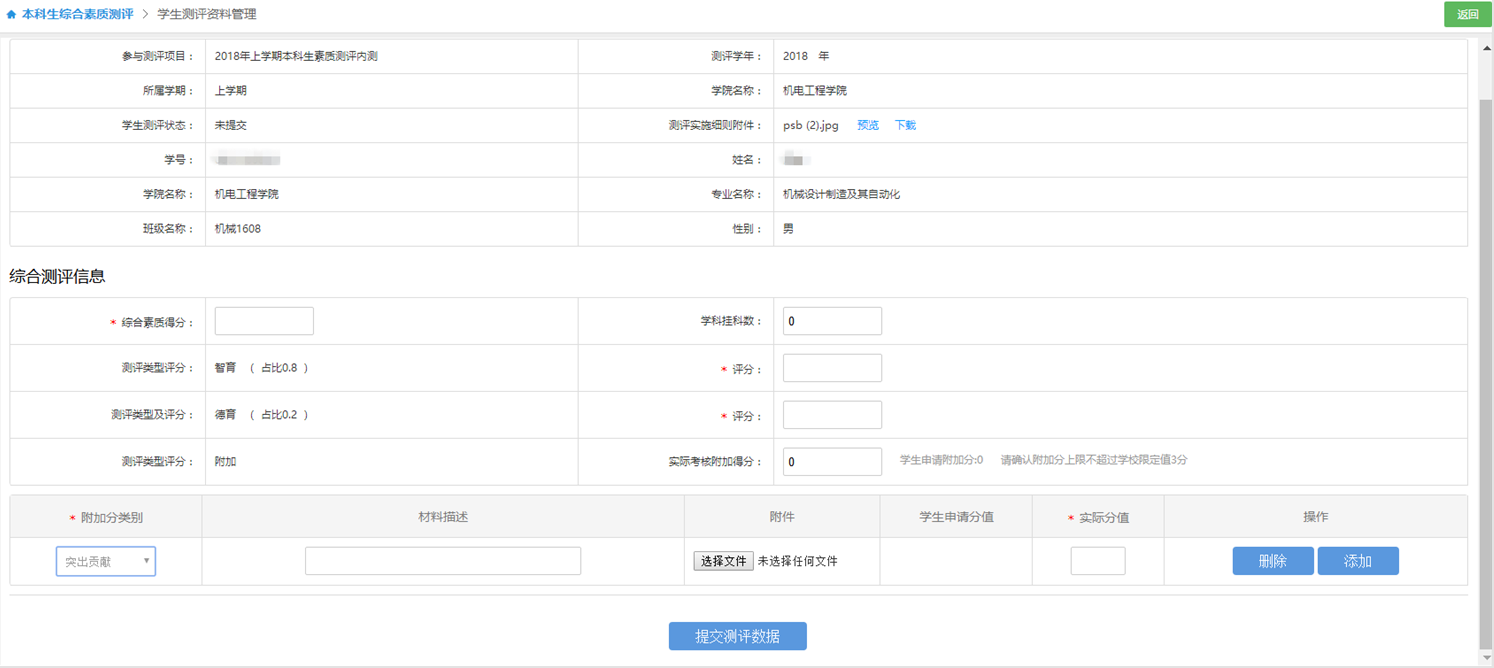 本科生综合素质测评 > 学生测评资料管理 返回
参与测评项目： 2018年上学期本科生素质测评内测 测评学年： 2018 年
所属学期： 上学期 学院名称： 机电工程学院
学生测评状态： 未提交 测评实施细则附件： psb (2).jpg 预览 下载
学号： 姓名：
学院名称： 机电工程学院 专业名称： 机械设计制造及其自动化
班级名称： 机械1608 性别： 男
综合测评信息
* 综合素质得分： 学科挂科数： 0
测评类型评分： 智育 （ 占比0.8 ） * 评分：
测评类型及评分： 德育 （ 占比0.2 ） * 评分：
测评类型评分： 附加 实际考核附加得分： 0 学生申请附加分:0 请确认附加分上限不超过学校限定值3分
* 附加分类别 材料描述 附件 学生申请分值 * 实际分值 操作
突出贡献 选择文件 未选择任何文件 删除 添加
提交测评数据